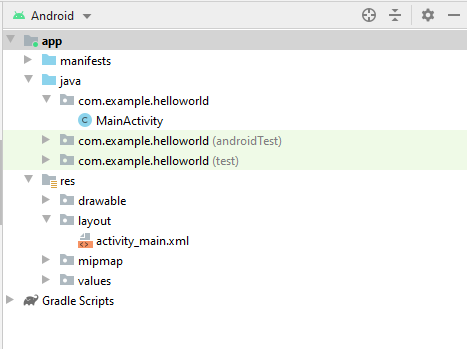 Android
app
manifests
java
com.example.helloworld
C MainActivity
com.example.helloworld (androidTest)
com.example.helloworld (test)
res
drawable
layout
activity_main.xml
mipmap
values
Gradle Scripts